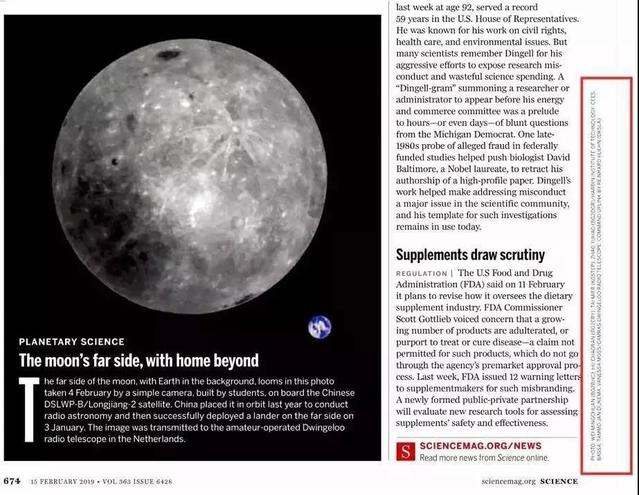 PLANETARY SCIENCE
The moon's far side, with home beyond
The far side of the moon, with Earth in the background, looms in this photo
taken 4 February by a simple camera, built by students, on board the Chinese
DSLWP-B/Longjiang-2 satellite. China placed it in orbit last year to conduct
radio astronomy and then successfully deployed a lander on the far side on
3 January. The image was transmitted to the amateur-operated Dwingeloo
radio telescope in the Netherlands.
last week at age 92, served a record
59 years in the U.S. House of Representatives.
He was known for his work on civil rights,
health care, and environmental issues. But
many scientists remember Dingell for his
aggressive efforts to expose research mis-
conduct and wasteful science spending. A
“Dingell-gram” summoning a researcher or
administrator to appear before his energy
and commerce committee was a prelude
to hours—or even days—of blunt questions
from the Michigan Democrat. One late-
1980s probe of alleged fraud in federally
funded studies helped push biologist David
Baltimore, a Nobel laureate, to retract his
authorship of a high-profile paper. Dingell's
work helped make addressing misconduct
a major issue in the scientific community,
and his template for such investigations
remains in use today.
Supplements draw scrutiny
REGULATION | The U.S Food and Drug
Administration (FDA) said on 11 February
it plans to revise how it oversees the dietary
supplement industry. FDA Commissioner
Scott Gottlieb voiced concern that a grow-
ing number of products are adulterated, or
purport to treat or cure disease—a claim not
permitted for such products, which do not go
through the agency's premarket approval pro-
cess. Last week, FDA issued 12 warning letters
to supplementmakers for such misbranding.
A newly formed public-private partnership
will evaluate new research tools for assessing
supplements' safety and effectiveness.
S
SCIENCEMAG.ORG/NEWS
Read more news from Science online.
674 15 FEBRUARY 2019 • VOL 363 ISSUE 6428
sciencemag.org SCIENCE